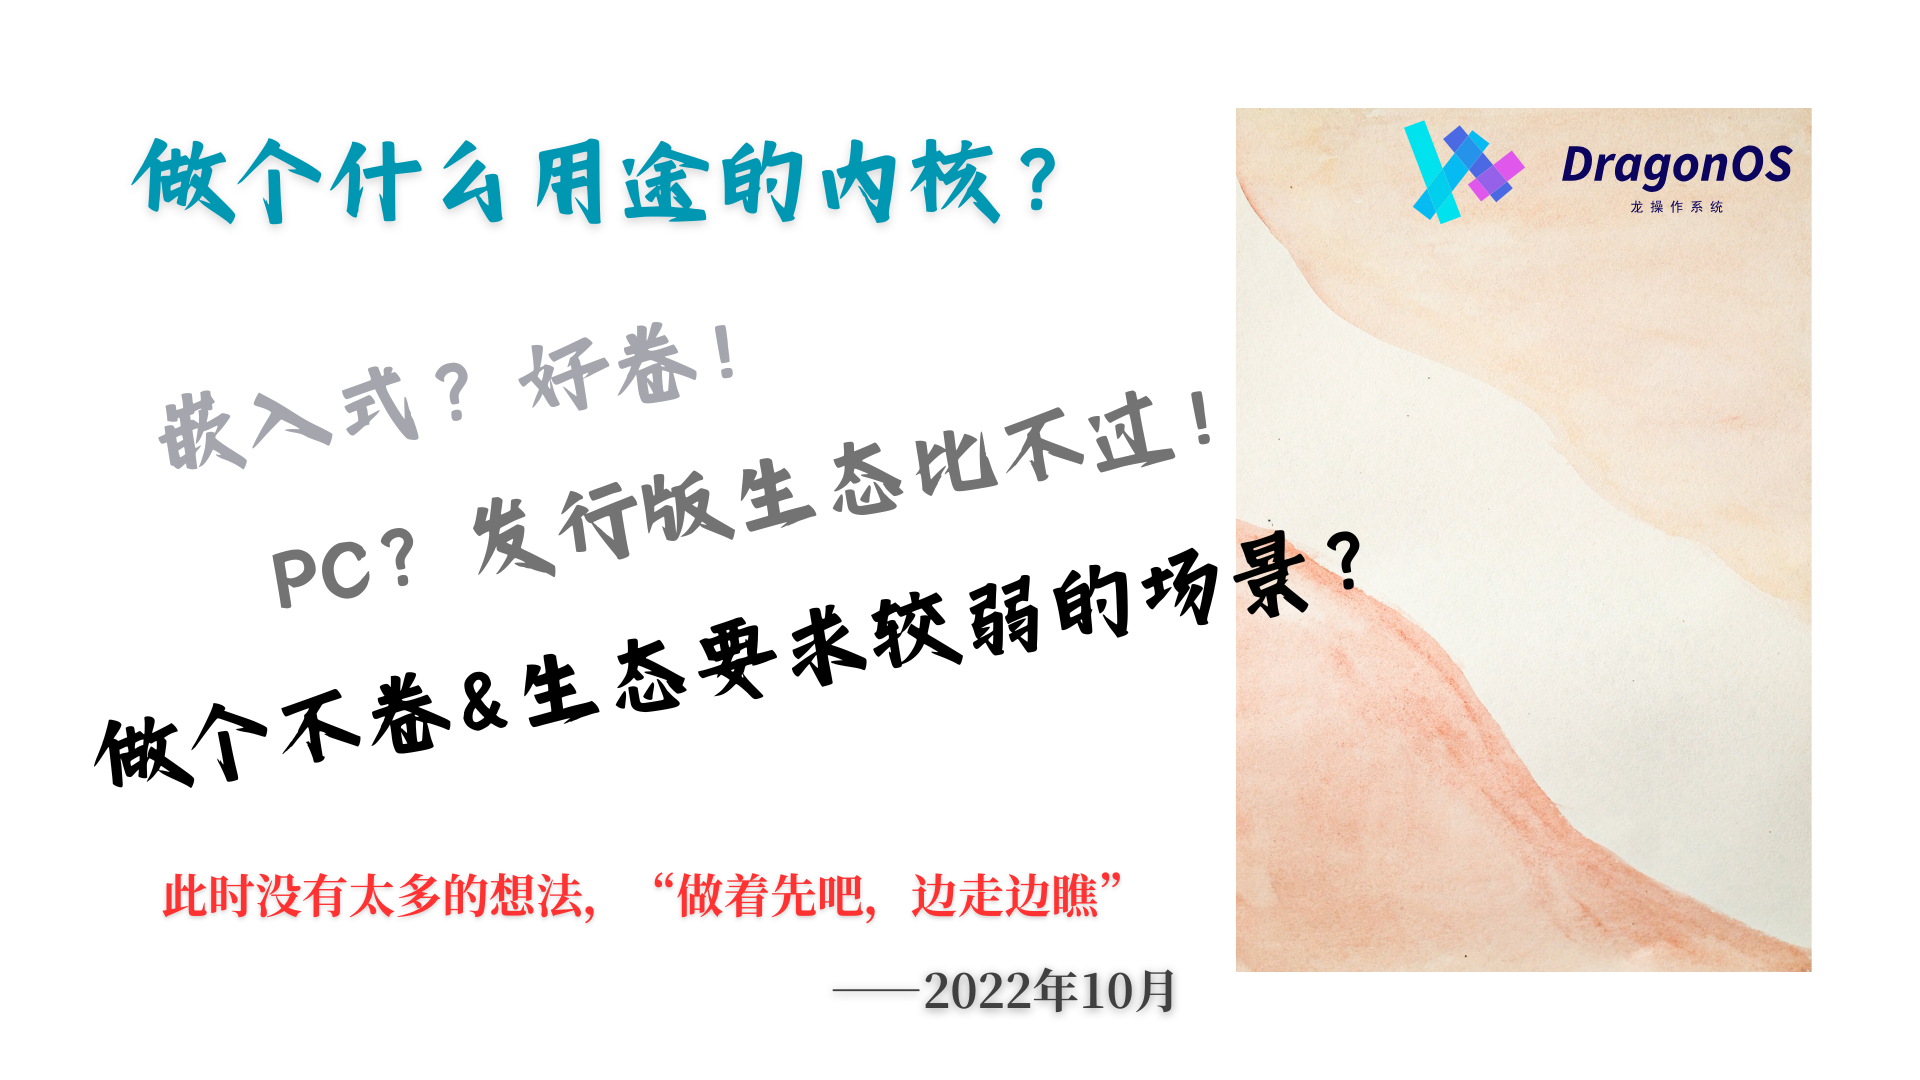 做个什么用途的内核？
DragonOS
龙操作系统
嵌入式？好卷！
PC？发行版生态比不过！
做个不卷&生态要求较弱的场景？
此时没有太多的想法，“做着先吧，边走边瞧”
——2022年10月